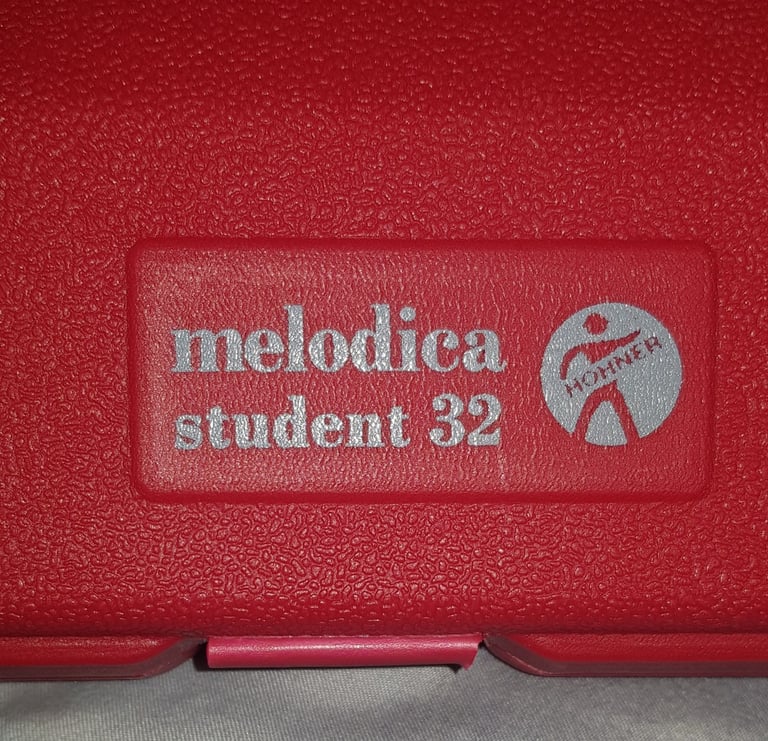 melodica
student 32
HOHNER